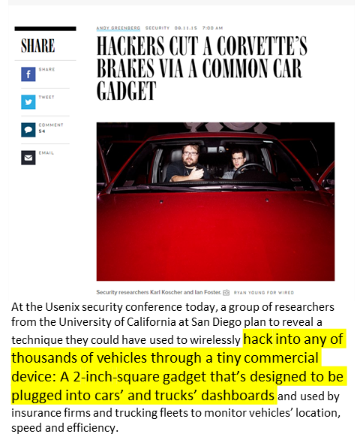 ANDY GREENBERG SECURITY 08.11.15 7:00 AM
SHARE
HACKERS CUT A CORVETTE'S
BRAKES VIA A COMMON CAR
GADGET
SHARE
TWEET
COMMENT
54
EMAIL
Security researchers Karl Koscher and Ian Foster. RYAN YOUNG FOR WIRED
At the Usenix security conference today, a group of researchers
from the University of California at San Diego plan to reveal a
technique they could have used to wirelessly hack into any of
thousands of vehicles through a tiny commercial
device: A 2-inch-square gadget that's designed to be
plugged into cars' and trucks' dashboards and used by
insurance firms and trucking fleets to monitor vehicles' location,
speed and efficiency.